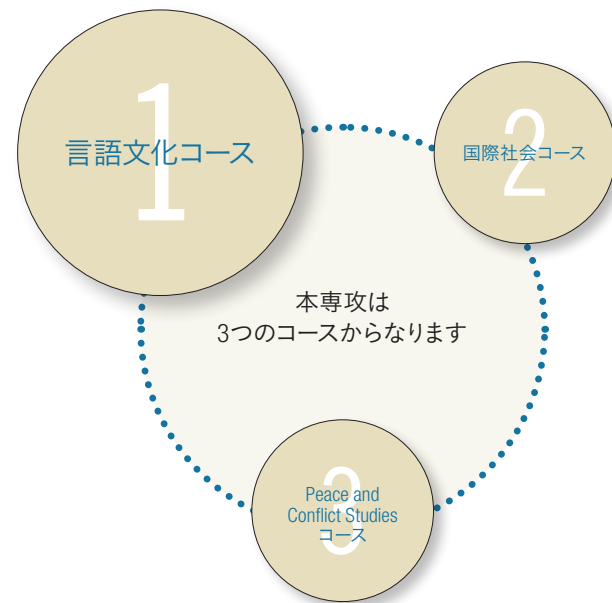 1
言語文化コース
2
国際社会コース
本専攻は
3つのコースからなります
3
Peace and
Conflict Studies
コース